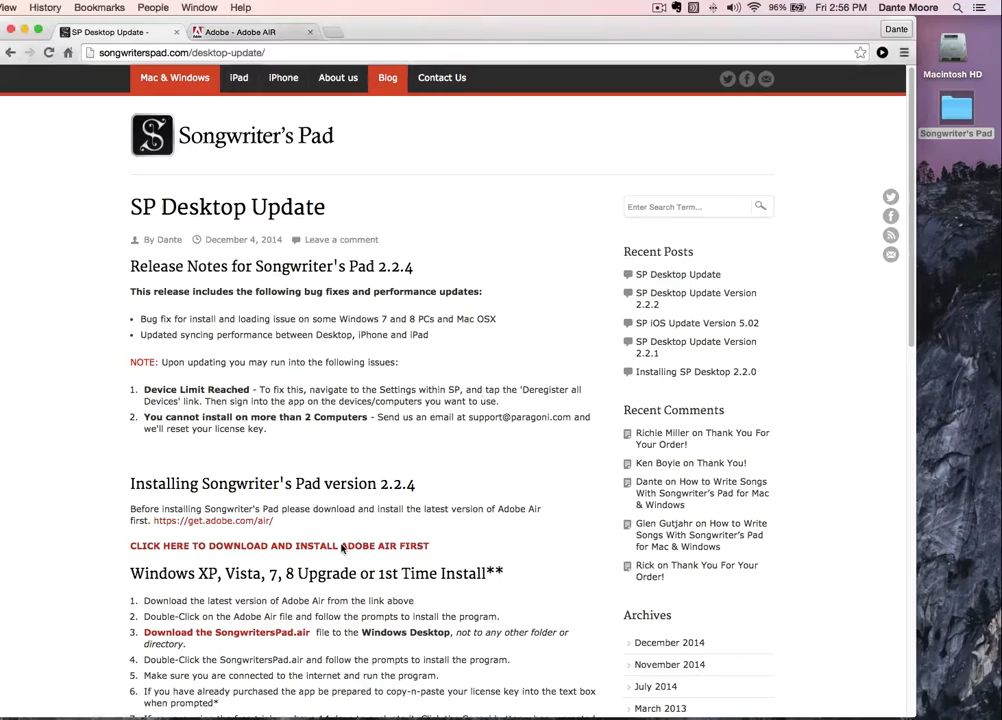 View History Bookmarks People Window Help 96% Fri 2:56 PM Dante Moore
SP Desktop Update - × Adobe - Adobe AIR × Dante
songwriterspad.com/desktop-update/
Mac & Windows iPad iPhone About us Blog Contact Us
Macintosh HD
Songwriter's Pad
Songwriter's Pad
SP Desktop Update
By Dante December 4, 2014 Leave a comment
Release Notes for Songwriter's Pad 2.2.4
This release includes the following bug fixes and performance updates:
• Bug fix for install and loading issue on some Windows 7 and 8 PCs and Mac OSX
• Updated syncing performance between Desktop, iPhone and iPad
NOTE: Upon updating you may run into the following issues:
1. Device Limit Reached - To fix this, navigate to the Settings within SP, and tap the 'Deregister all
Devices' link. Then sign into the app on the devices/computers you want to use.
2. You cannot install on more than 2 Computers - Send us an email at support@paragoni.com and
we'll reset your license key.
Installing Songwriter's Pad version 2.2.4
Before installing Songwriter's Pad please download and install the latest version of Adobe Air
first. https://get.adobe.com/air/
CLICK HERE TO DOWNLOAD AND INSTALL ADOBE AIR FIRST
Windows XP, Vista, 7, 8 Upgrade or 1st Time Install**
1. Download the latest version of Adobe Air from the link above
2. Double-Click on the Adobe Air file and follow the prompts to install the program.
3. Download the SongwritersPad.air file to the Windows Desktop, not to any other folder or
directory.
4. Double-Click the SongwritersPad.air and follow the prompts to install the program.
5. Make sure you are connected to the internet and run the program.
6. If you have already purchased the app be prepared to copy-n-paste your license key into the text box
when prompted*
Enter Search Term...
Recent Posts
SP Desktop Update
SP Desktop Update Version
2.2.2
SP iOS Update Version 5.02
SP Desktop Update Version
2.2.1
Installing SP Desktop 2.2.0
Recent Comments
Richie Miller on Thank You For
Your Order!
Ken Boyle on Thank You!
Dante on How to Write Songs
With Songwriter's Pad for Mac
& Windows
Glen Gutjahr on How to Write
Songs With Songwriter's Pad
for Mac & Windows
Rick on Thank You For Your
Order!
Archives
December 2014
November 2014
July 2014
March 2013